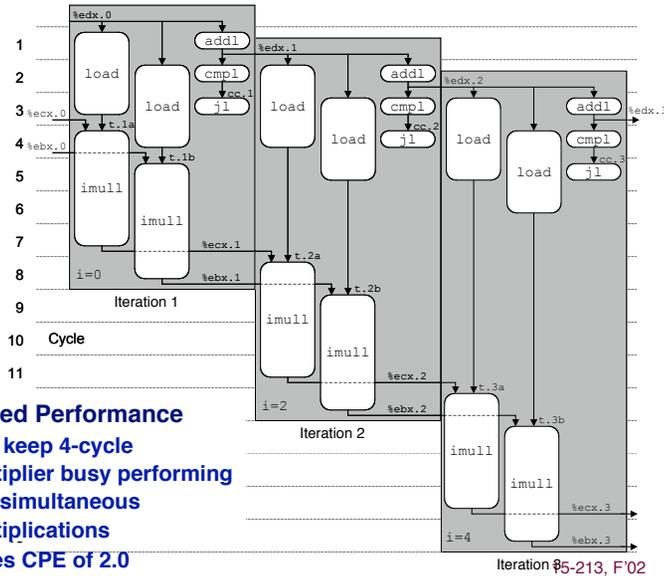 %edx.0
1
addl
%edx.1
load
cmpl
load
2
addl
%edx.2
cc.1
jl
load
cmpl
load
3
addl
%ecx.0
t.1a
cc.2
jl
load
cmpl
load
4
%ebx.0
t.1b
cc.3
jl
5
imull
imull
6
7
%ecx.1
t.2a
8
i=0
%ebx.1
t.2b
Iteration 1
9
imull
imull
10
Cycle
11
%ecx.2
t.3a
i=2
%ebx.2
t.3b
Iteration 2
ed Performance
keep 4-cycle
tiplier busy performing
simultaneous
tiplications
es CPE of 2.0
imull
imull
%ecx.3
i=4
%ebx.3
Iteration 3
15-213, F'02